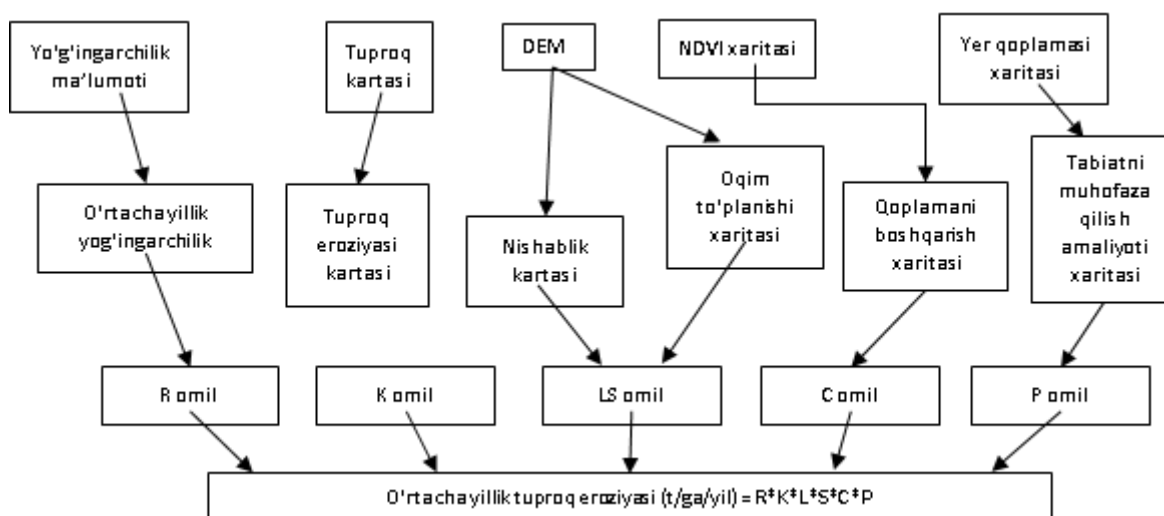 Yo'g'ingarchilik
ma'lumoti
Tuproq
kartasi
DEM
NDVI xaritasi
Yer qoplamasi
xaritasi
O'rtachayillik
yog'ingarchilik
Tuproq
eroziyasi
kartasi
Nishablik
kartasi
Oqim
to'planishi
xaritasi
Qoplamani
boshqarish
xaritasi
Tabiatni
muhofaza
qilish
amaliyoti
xaritasi
R omil
K omil
LS omil
C omil
P omil
O'rtachayillik tuproq eroziyasi (t/ga/yil) = R*K*L*S*C*P